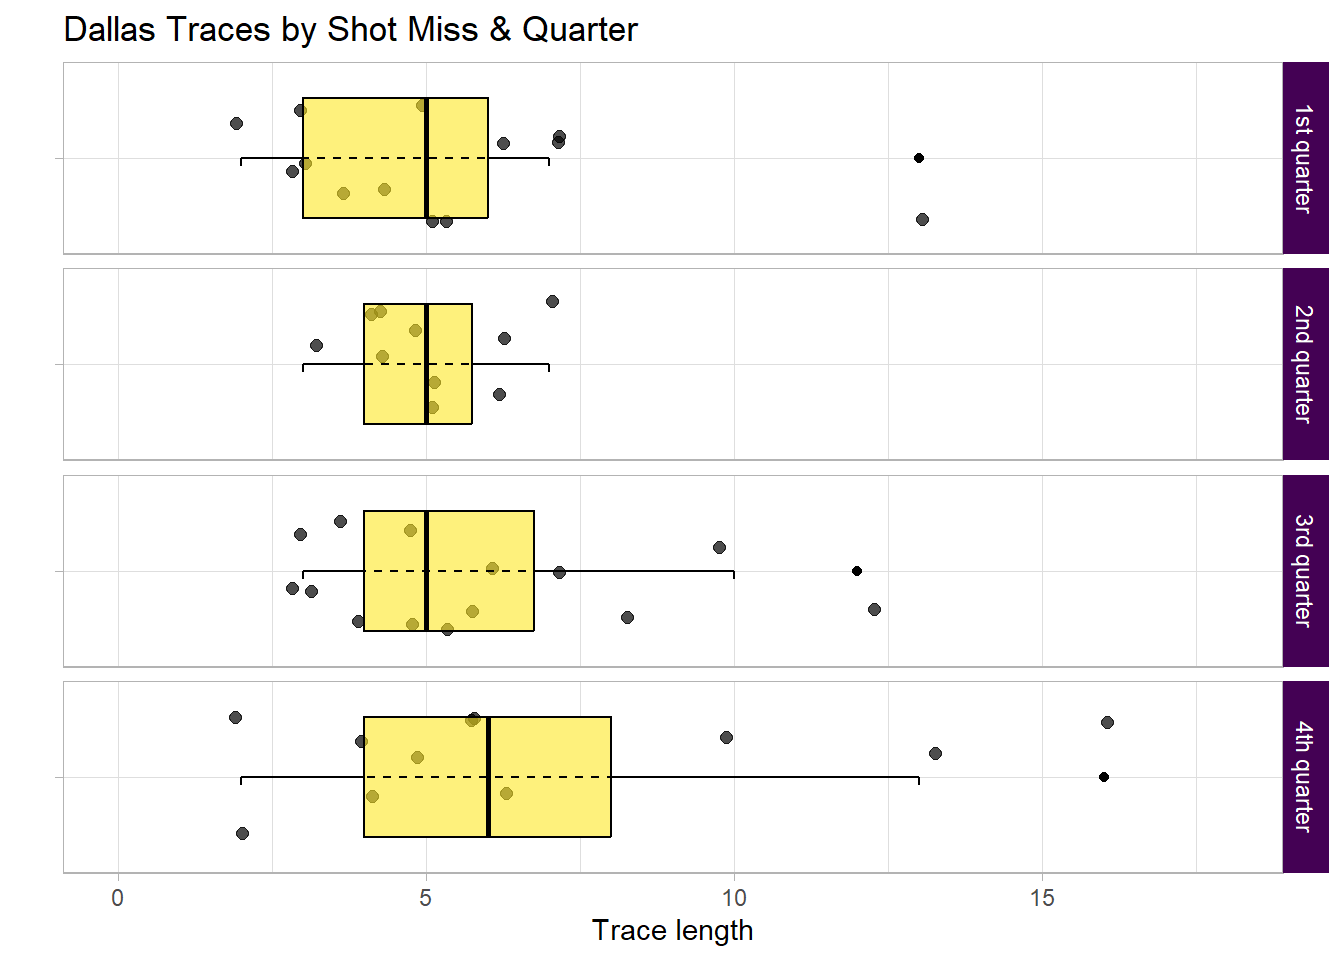 Dallas Traces by Shot Miss & Quarter
1st quarter
2nd quarter
3rd quarter
4th quarter
0 5 10 15
Trace length